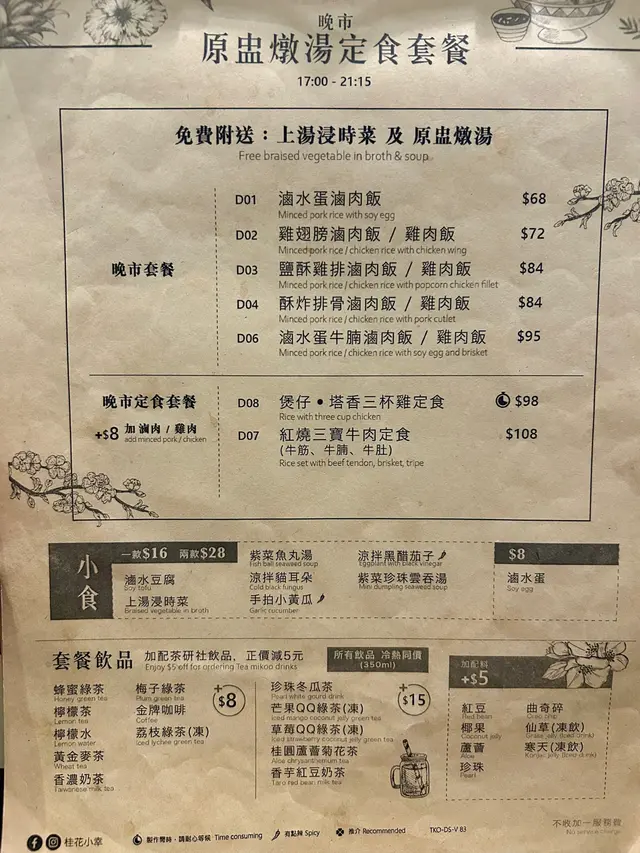 晚市
原盅燉湯定食套餐
17:00 - 21:15
免費附送：上湯浸時菜 及 原盅燉湯
Free braised vegetable in broth & soup
晚市套餐
D01 滷水蛋滷肉飯 $68
Minced pork rice with soy egg
D02 雞翅膀滷肉飯 / 雞肉飯 $72
Minced pork rice / chicken rice with chicken wing
D03 鹽酥雞排滷肉飯 / 雞肉飯 $84
Minced pork rice / chicken rice with popcorn chicken fillet
D04 酥炸排骨滷肉飯 / 雞肉飯 $84
Minced pork rice / chicken rice with pork cutlet
D06 滷水蛋牛腩滷肉飯 / 雞肉飯 $95
Minced pork rice / chicken rice with soy egg and brisket
晚市定食套餐
+$8 加滷肉 / 雞肉
add minced pork / chicken
D08 煲仔•塔香三杯雞定食 $98
Rice with three cup chicken
D07 紅燒三寶牛肉定食 $108
(牛筋、牛腩、牛肚)
Rice set with beef tendon, brisket, tripe
小食
一款$16 兩款$28
滷水豆腐
Soy tofu
上湯浸時菜
Braised vegetable in broth
紫菜魚丸湯
Fish ball seaweed soup
涼拌貓耳朵
Cold black fungus
手拍小黃瓜
Garlic cucumber
涼拌黑醋茄子
Eggplant with black vinegar
紫菜珍珠雲吞湯
Mini dumpling seaweed soup
$8
滷水蛋
Soy egg
套餐飲品
加配茶研社飲品，正價減5元
Enjoy $5 off for ordering Tea mikoo drinks
所有飲品 冷熱同價
(350ml)
蜂蜜綠茶
Honey green tea
檸檬茶
Lemon tea
檸檬水
Lemon water
黃金麥茶
Wheat tea
香濃奶茶
Taiwanese milk tea
梅子綠茶
Plum green tea
金牌咖啡
Coffee
荔枝綠茶(凍)
Iced lychee green tea
+$8
珍珠冬瓜茶
Pearl white gourd drink
芒果QQ綠茶(凍)
Iced mango coconut jelly green tea
草莓QQ綠茶(凍)
Iced strawberry coconut jelly green tea
桂圓蘆薈菊花茶
Aloe chrysanthemum tea
香芋紅豆奶茶
Taro red bean milk tea
+$15
加配料
+$5
紅豆
Red bean
椰果
Coconut jelly
蘆薈
Aloe
珍珠
Pearl
曲奇碎
Oreo chip
仙草(凍飲)
Grass jelly (Iced drink)
寒天(凍飲)
Konjac jelly (Iced drink)
不收加一服務費
No service charge
桂花小幸
製作需時，請耐心等候 Time consuming
有點辣 Spicy
推介 Recommended
TKO-DS-V 83